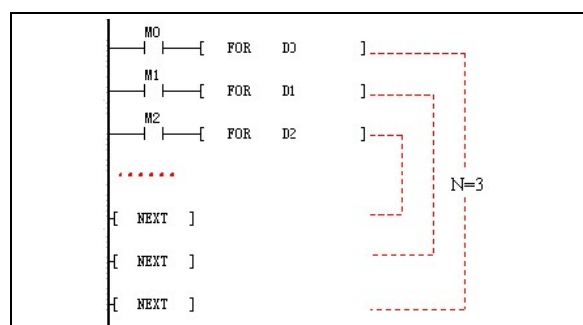 M0
[ FOR D0 ]
M1
[ FOR D1 ]
M2
[ FOR D2 ]
N=3
[ NEXT ]
[ NEXT ]
[ NEXT ]